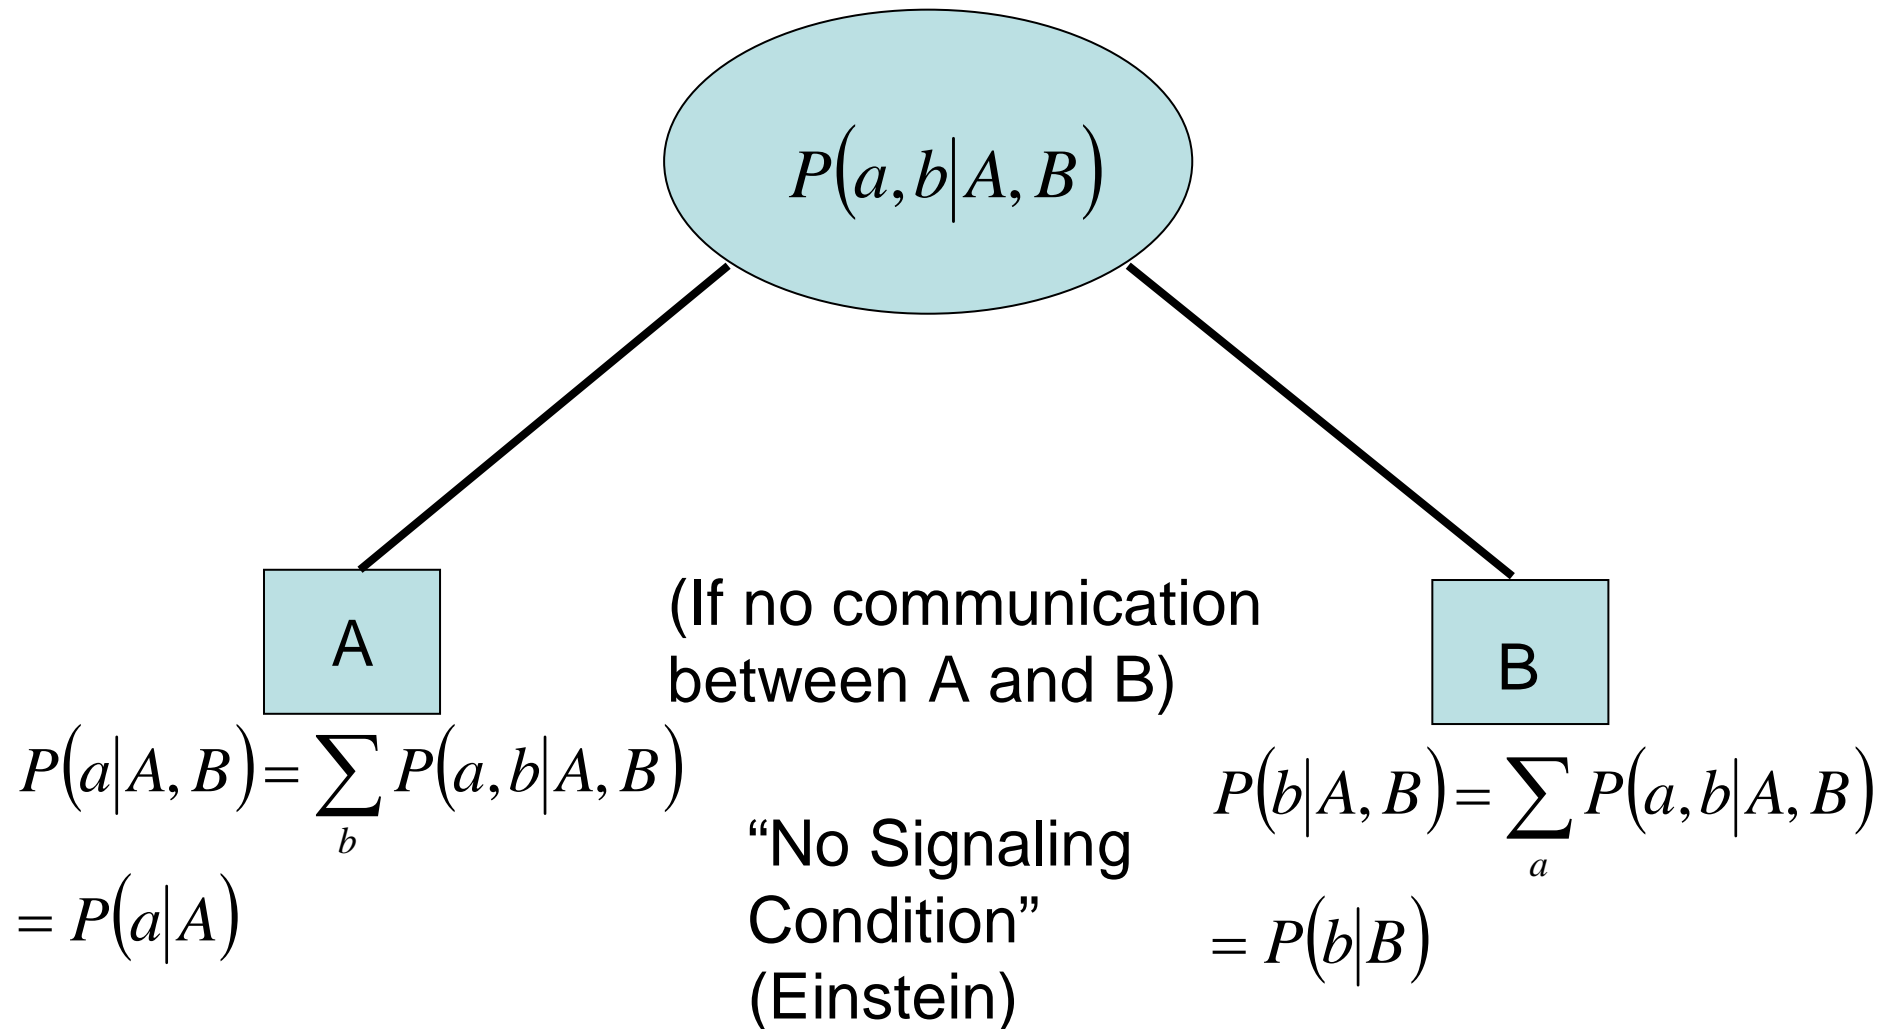 P(a,b|A,B)
A
(If no communication
between A and B)
B
P(a|A,B)=∑_b P(a,b|A,B)
= P(a|A)
“No Signaling
Condition”
(Einstein)
P(b|A,B)=∑_a P(a,b|A,B)
= P(b|B)